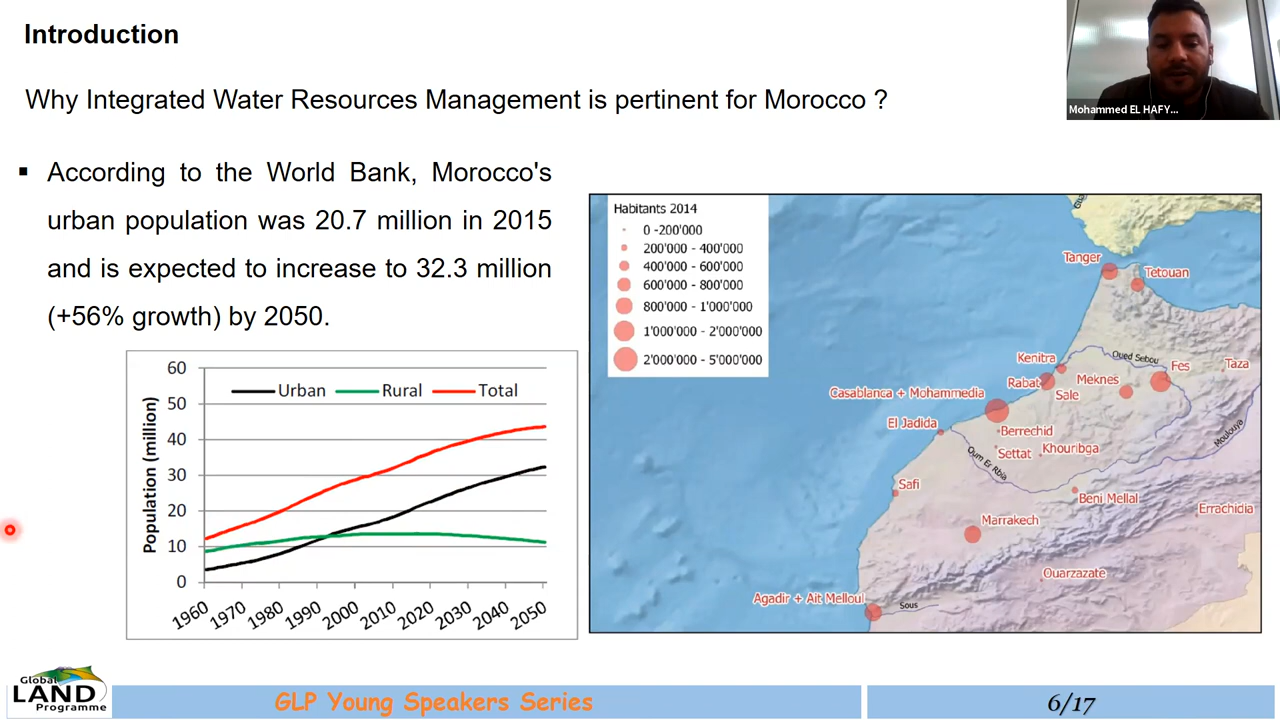 Introduction
Why Integrated Water Resources Management is pertinent for Morocco ?
Mohammed EL HAFY...
▪ According to the World Bank, Morocco's
urban population was 20.7 million in 2015
and is expected to increase to 32.3 million
(+56% growth) by 2050.
Population (million)
60
50
40
30
20
10
0
Urban
Rural
Total
1960
1970
1980
1990
2000
2010
2020
2030
2040
2050
Habitants 2014
0 -200'000
200'000 - 400'000
400'000 - 600'000
600'000 - 800'000
800'000 - 1'000'000
1'000'000 - 2'000'000
2'000'000 - 5'000'000
Tanger
Tetouan
Kenitra
Oued Sebou
Fes
Taza
Rabat
Meknes
Sale
Casablanca + Mohammedia
El Jadida
Berrechid
Moulouya
Settat
Khouribga
Oum Er Rbia
Safi
Beni Mellal
Errachidia
Marrakech
Ouarzazate
Agadir + Ait Melloul
Sous
Global
LAND
Programme
GLP Young Speakers Series
6/17